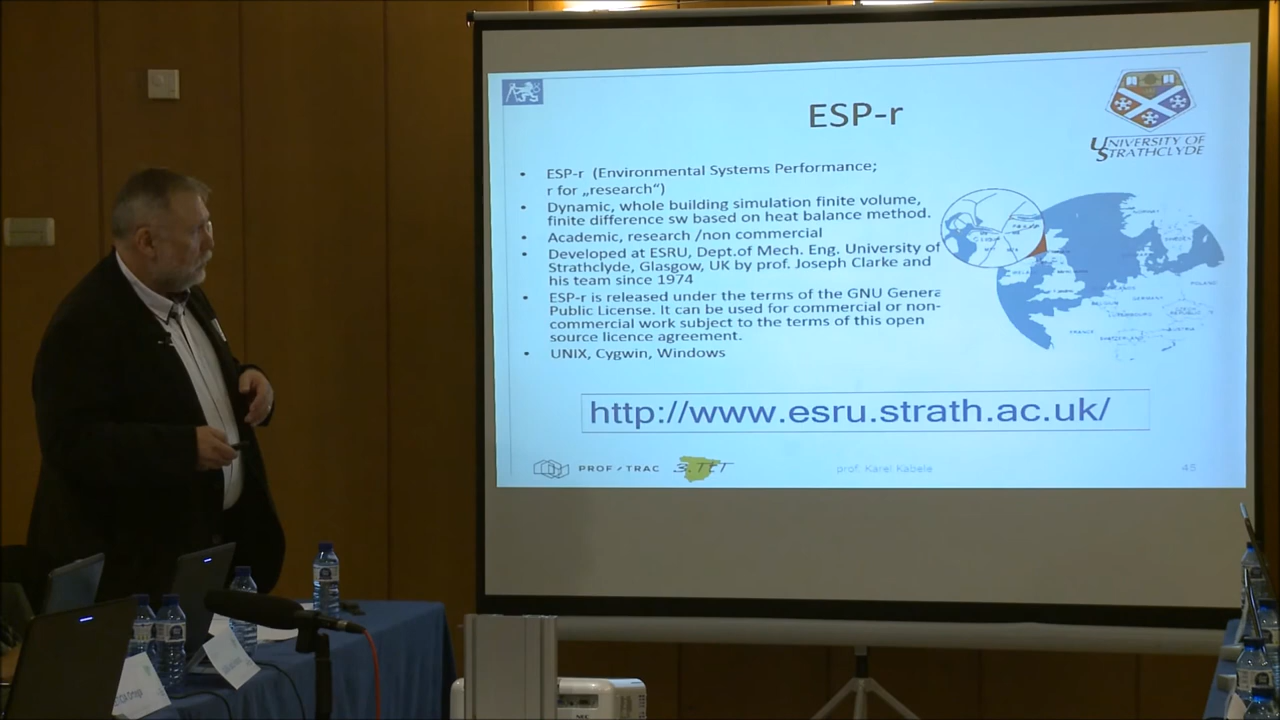 ESP-r
UNIVERSITY OF
STRATHCLYDE
• ESP-r (Environmental Systems Performance;
r for „research“)
• Dynamic, whole building simulation finite volume,
finite difference sw based on heat balance method.
• Academic, research /non commercial
• Developed at ESRU, Dept.of Mech. Eng. University of
Strathclyde, Glasgow, UK by prof. Joseph Clarke and
his team since 1974
• ESP-r is released under the terms of the GNU Genera
Public License. It can be used for commercial or non-
commercial work subject to the terms of this open
source licence agreement.
• UNIX, Cygwin, Windows
http://www.esru.strath.ac.uk/
PROF/TRAC 3.TtT prof. Karel Kabele 45